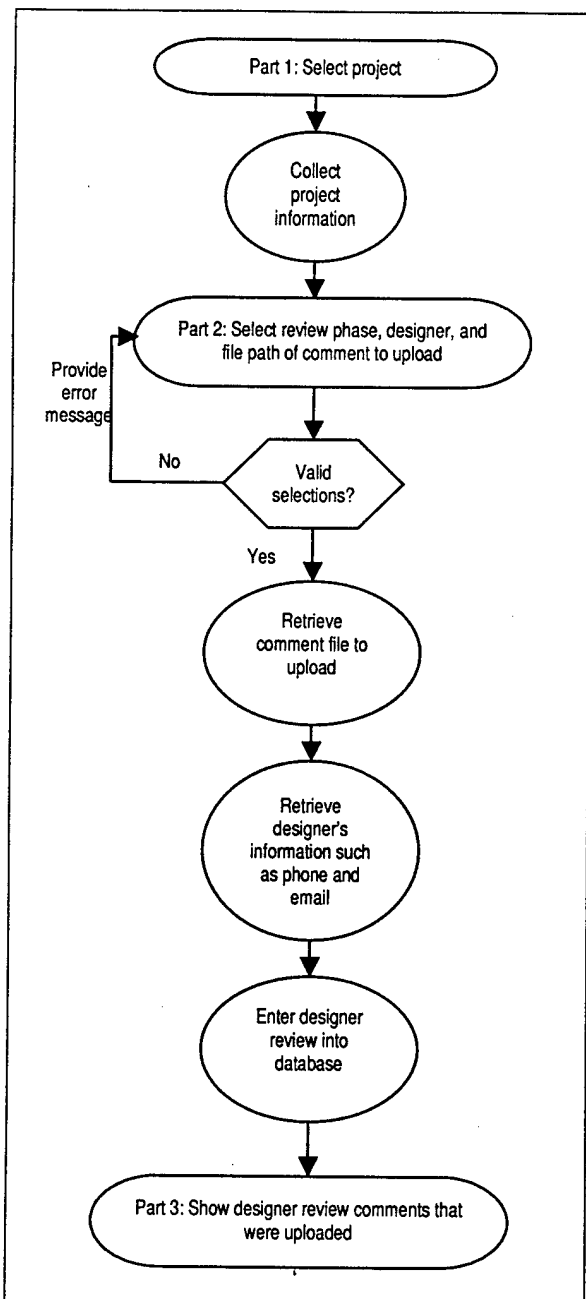 Part 1: Select project
Collect
project
information
Part 2: Select review phase, designer, and
file path of comment to upload
Provide
error
message
No
Valid
selections?
Yes
Retrieve
comment file to
upload
Retrieve
designer's
information such
as phone and
email
Enter designer
review into
database
Part 3: Show designer review comments that
were uploaded